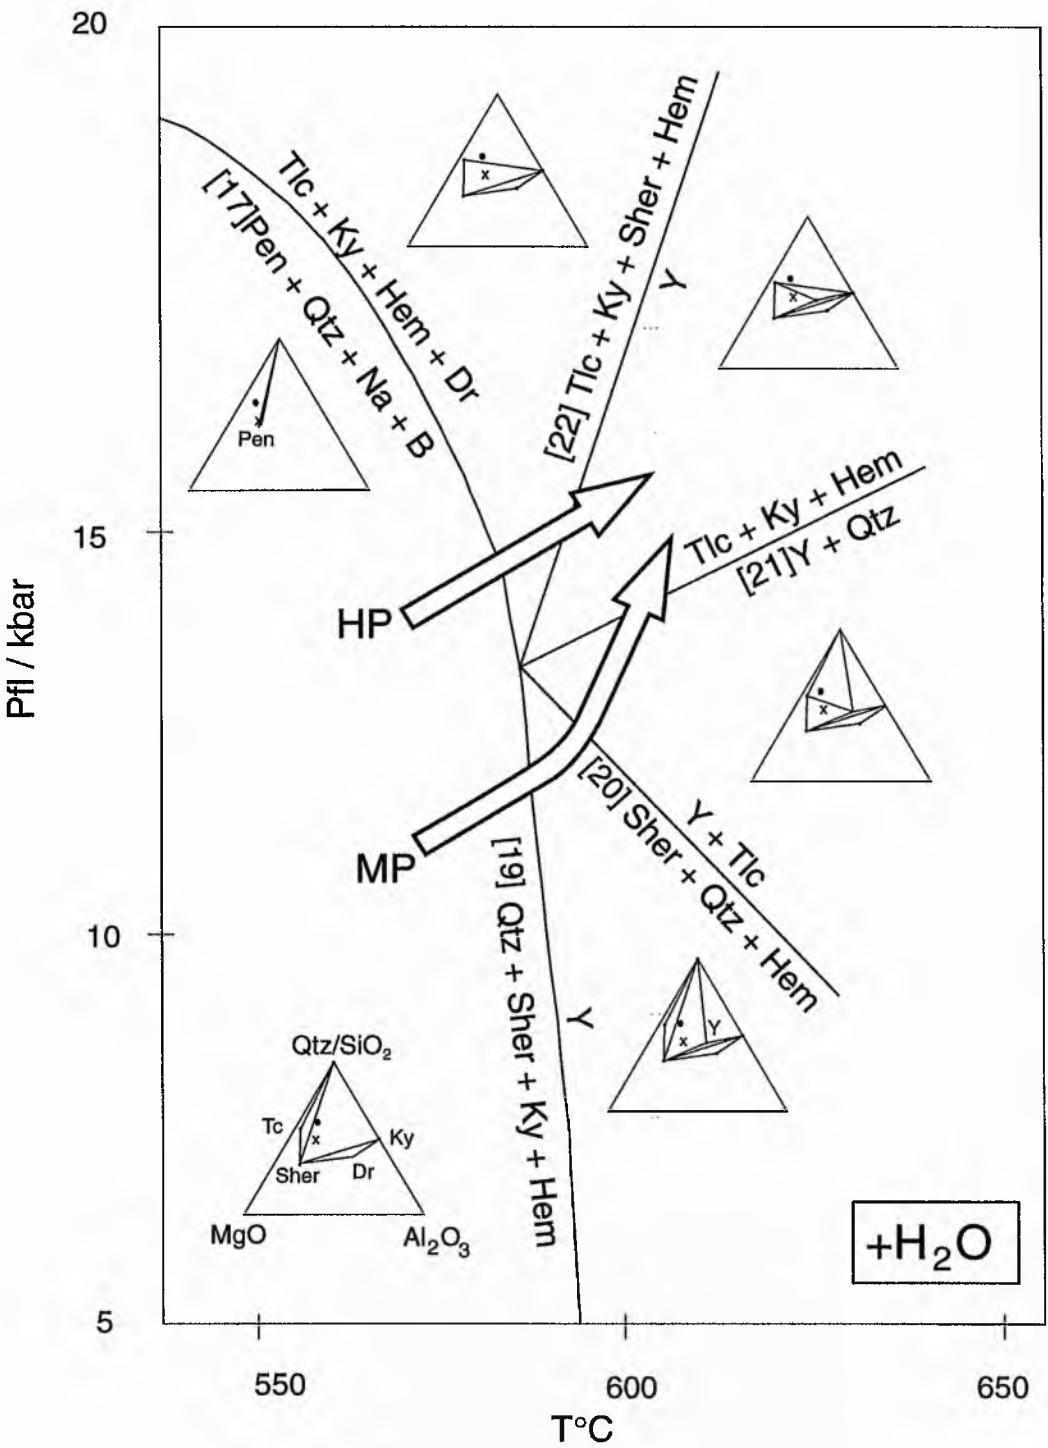 20
Tlc + Ky + Hem + Dr
[17]Pen + Qtz + Na + B
[22] Tlc + Ky + Sher + Hem
Y
Pen
15
Tlc + Ky + Hem
[21]Y + Qtz
HP
Pfl / kbar
MP
Y + Tlc
[20] Sher + Qtz + Hem
10
[19] Qtz + Sher + Ky + Hem
Y
Y
Qtz/SiO₂
Tc
Ky
Sher
Dr
MgO
Al₂O₃
+H₂O
5
550
600
650
T°C